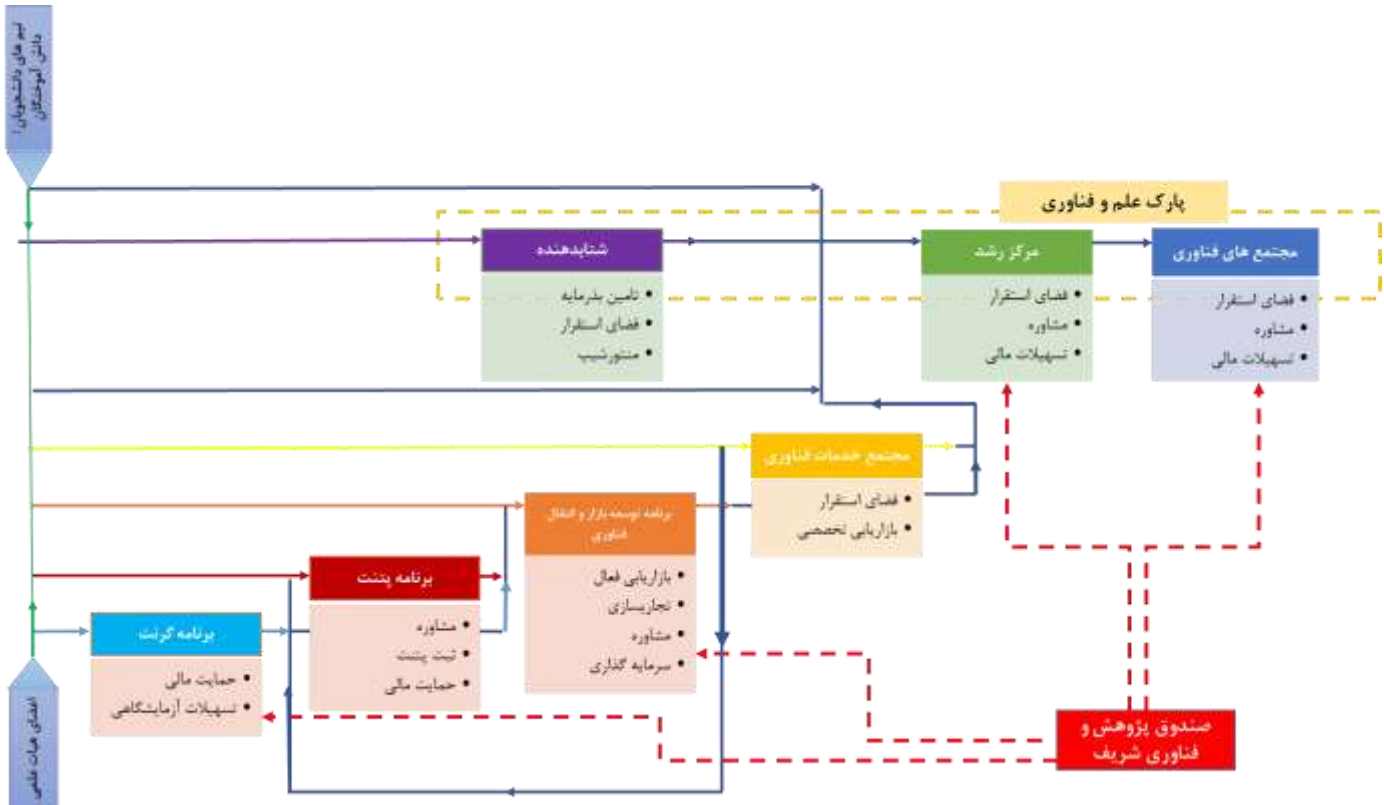 تیم های دانشجویان /
دانش آموختگان
پارک علم و فناوری
شتابدهنده
• تامین بذرمایه
• فضای استقرار
• منتورشیپ
مرکز رشد
• فضای استقرار
• مشاوره
• تسهیلات مالی
مجتمع های فناوری
• فضای استقرار
• مشاوره
• تسهیلات مالی
مجتمع خدمات فناوری
• فضای استقرار
• بازاریابی تخصصی
برنامه توسعه بازار و انتقال
فناوری
• بازاریابی فعال
• تجاریسازی
• مشاوره
• سرمایه گذاری
برنامه پتنت
• مشاوره
• ثبت پتنت
• حمایت مالی
برنامه گرنت
• حمایت مالی
• تسهیلات آزمایشگاهی
صندوق پژوهش و
فناوری شریف
اعضای هیات علمی